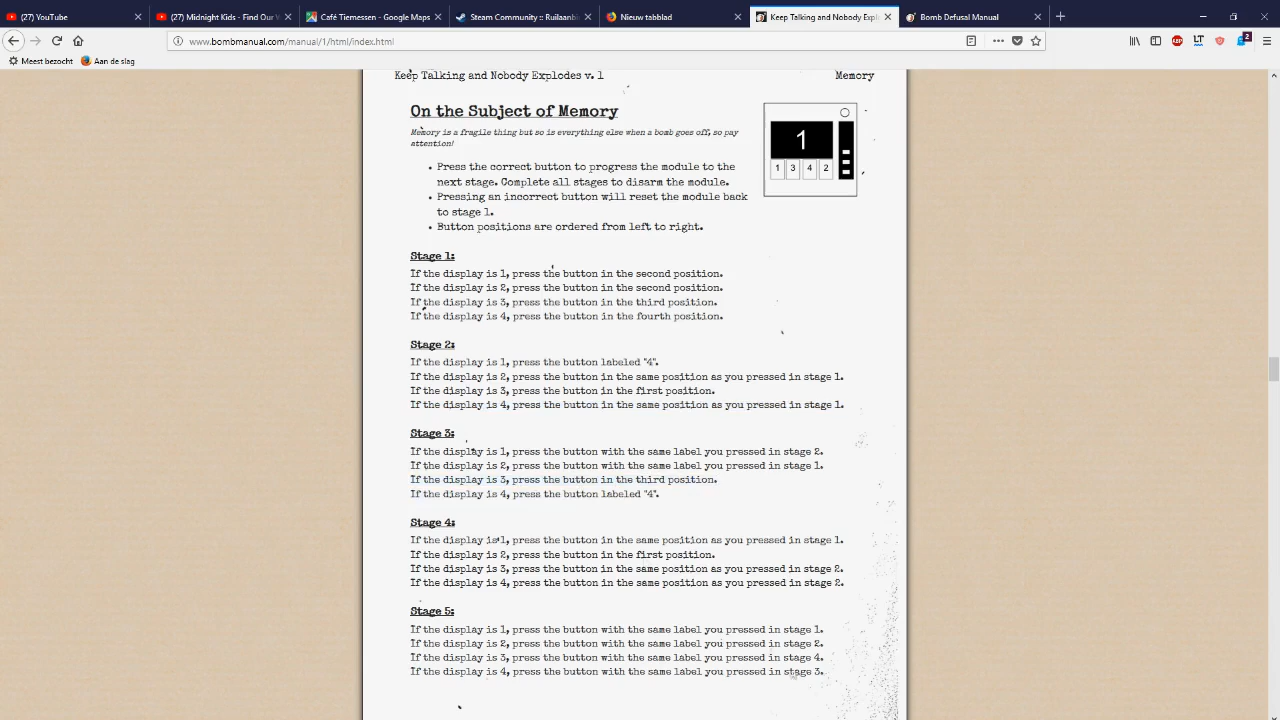 (27) YouTube
(27) Midnight Kids - Find Our W
Café Tiemessen - Google Maps
Steam Community :: Ruilaanbi
Nieuw tabblad
Keep Talking and Nobody Explo
Bomb Defusal Manual
www.bombmanual.com/manual/1/html/index.html
2
Meest bezocht
Aan de slag
Keep Talking and Nobody Explodes v. 1
Memory
On the Subject of Memory
Memory is a fragile thing but so is everything else when a bomb goes off, so pay
attention!
1
1 3 4 2
• Press the correct button to progress the module to the
next stage. Complete all stages to disarm the module.
• Pressing an incorrect button will reset the module back
to stage 1.
• Button positions are ordered from left to right.
Stage 1:
If the display is 1, press the button in the second position.
If the display is 2, press the button in the second position.
If the display is 3, press the button in the third position.
If the display is 4, press the button in the fourth position.
Stage 2:
If the display is 1, press the button labeled "4".
If the display is 2, press the button in the same position as you pressed in stage 1.
If the display is 3, press the button in the first position.
If the display is 4, press the button in the same position as you pressed in stage 1.
Stage 3:
If the display is 1, press the button with the same label you pressed in stage 2.
If the display is 2, press the button with the same label you pressed in stage 1.
If the display is 3, press the button in the third position.
If the display is 4, press the button labeled "4".
Stage 4:
If the display is 1, press the button in the same position as you pressed in stage 1.
If the display is 2, press the button in the first position.
If the display is 3, press the button in the same position as you pressed in stage 2.
If the display is 4, press the button in the same position as you pressed in stage 2.
Stage 5:
If the display is 1, press the button with the same label you pressed in stage 1.
If the display is 2, press the button with the same label you pressed in stage 2.
If the display is 3, press the button with the same label you pressed in stage 4.
If the display is 4, press the button with the same label you pressed in stage 3.